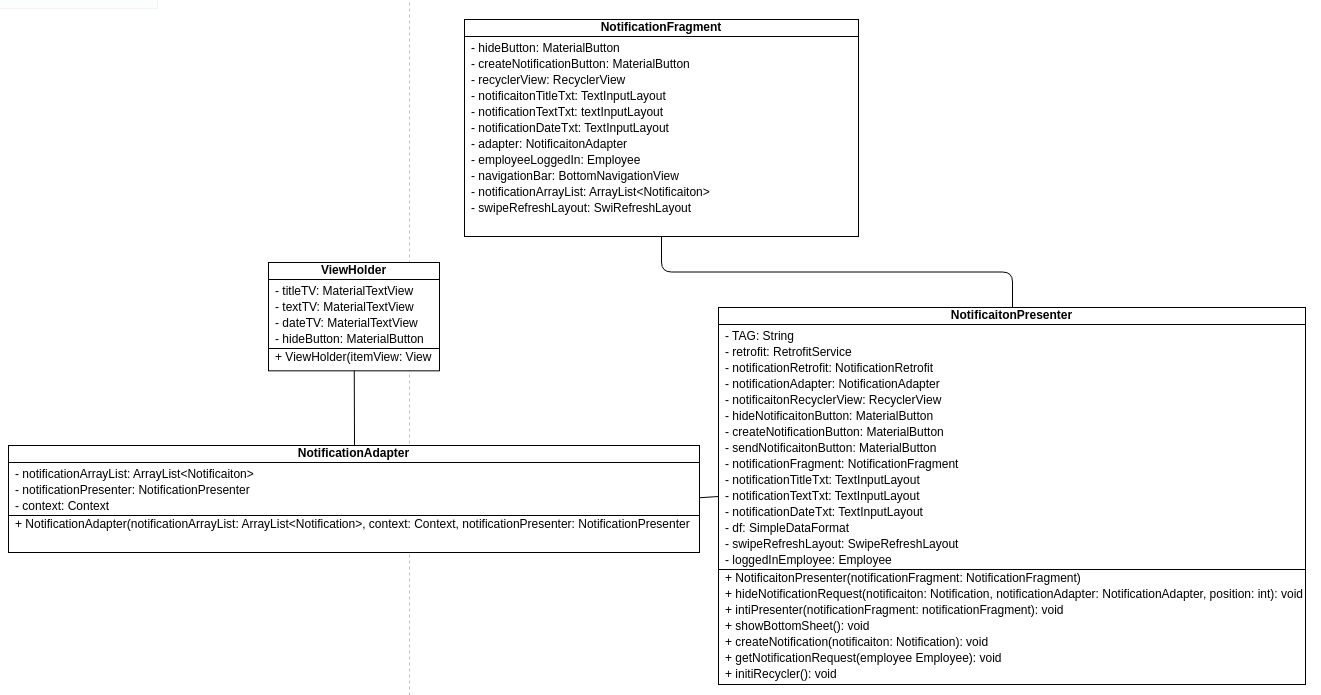 NotificationFragment
- hideButton: MaterialButton
- createNotificationButton: MaterialButton
- recyclerView: RecyclerView
- notificaitonTitleTxt: TextInputLayout
- notificationTextTxt: textInputLayout
- notificationDateTxt: TextInputLayout
- adapter: NotificaitonAdapter
- employeeLoggedIn: Employee
- navigationBar: BottomNavigationView
- notificationArrayList: ArrayList<Notificaiton>
- swipeRefreshLayout: SwiRefreshLayout
ViewHolder
- titleTV: MaterialTextView
- textTV: MaterialTextView
- dateTV: MaterialTextView
- hideButton: MaterialButton
+ ViewHolder(itemView: View
NotificationAdapter
- notificationArrayList: ArrayList<Notificaiton>
- notificationPresenter: NotificationPresenter
- context: Context
+ NotificationAdapter(notificationArrayList: ArrayList<Notification>, context: Context, notificationPresenter: NotificationPresenter
NotificaitonPresenter
- TAG: String
- retrofit: RetrofitService
- notificationRetrofit: NotificationRetrofit
- notificationAdapter: NotificationAdapter
- notificaitonRecyclerView: RecyclerView
- hideNotificaitonButton: MaterialButton
- createNotificationButton: MaterialButton
- sendNotificaitonButton: MaterialButton
- notificationFragment: NotificationFragment
- notificationTitleTxt: TextInputLayout
- notificationTextTxt: TextInputLayout
- notificationDateTxt: TextInputLayout
- df: SimpleDataFormat
- swipeRefreshLayout: SwipeRefreshLayout
- loggedInEmployee: Employee
+ NotificaitonPresenter(notificationFragment: NotificationFragment)
+ hideNotificationRequest(notificaiton: Notification, notificationAdapter: NotificationAdapter, position: int): void
+ intiPresenter(notificationFragment: notificationFragment): void
+ showBottomSheet(): void
+ createNotification(notificaiton: Notification): void
+ getNotificationRequest(employee Employee): void
+ initiRecycler(): void